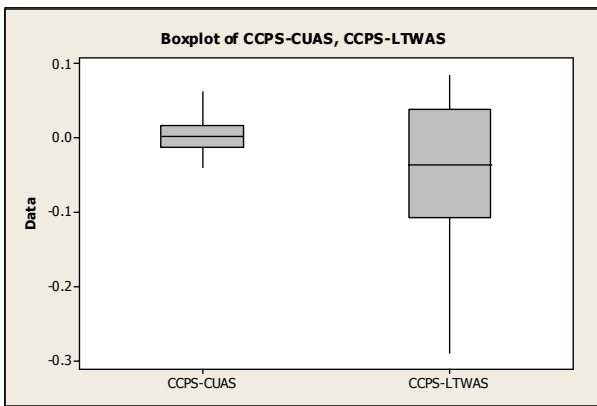 Boxplot of CCPS-CUAS, CCPS-LTWAS
0.1
0.0
-0.1
-0.2
-0.3
Data
CCPS-CUAS
CCPS-LTWAS